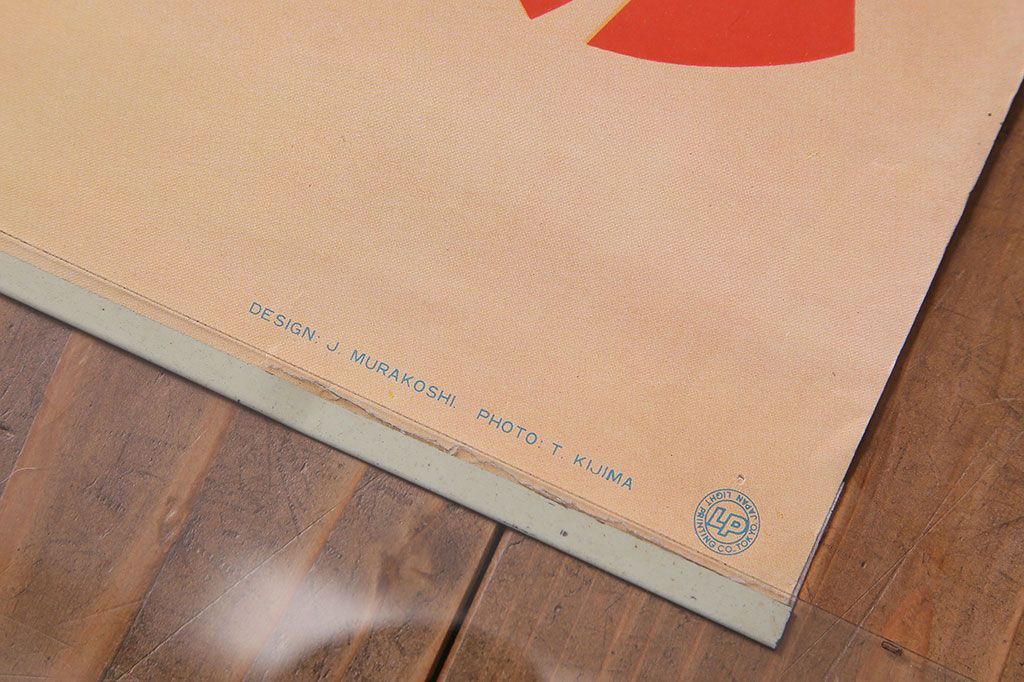 DESIGN: J. MURAKOSHI. PHOTO: T. KIJIMA
LP
JAPAN LIGHT PRINTING CO-TOKYO